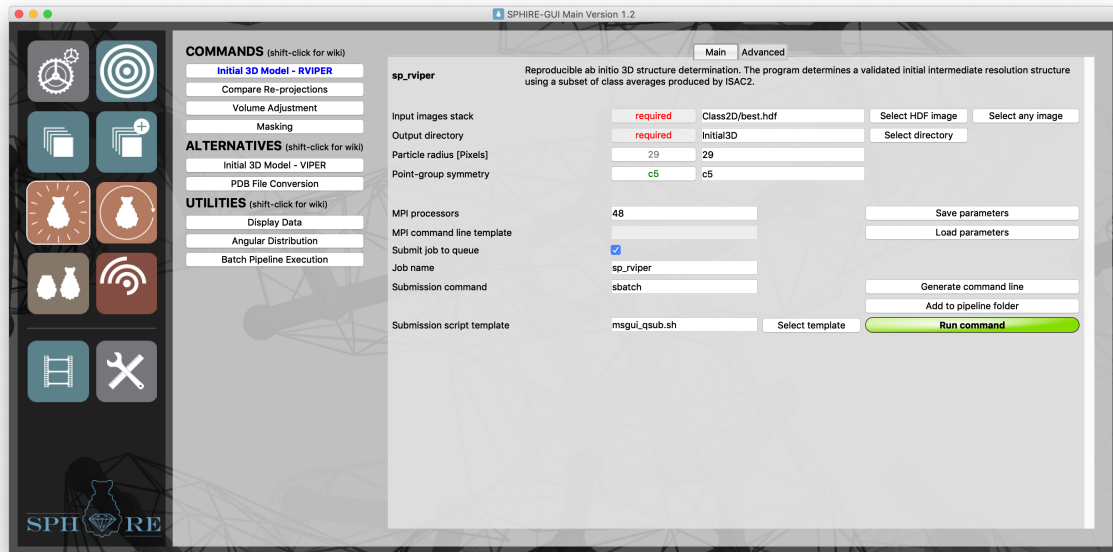 SPHIRE-GUI Main Version 1.2
COMMANDS (shift-click for wiki)
Initial 3D Model - RVIPER
Compare Re-projections
Volume Adjustment
Masking
ALTERNATIVES (shift-click for wiki)
Initial 3D Model - VIPER
PDB File Conversion
UTILITIES (shift-click for wiki)
Display Data
Angular Distribution
Batch Pipeline Execution
SPHIRE
Main Advanced
sp_rviper Reproducible ab initio 3D structure determination. The program determines a validated initial intermediate resolution structure
using a subset of class averages produced by ISAC2.
Input images stack required Class2D/best.hdf Select HDF image Select any image
Output directory required Initial3D Select directory
Particle radius [Pixels] 29 29
Point-group symmetry c5 c5
MPI processors 48 Save parameters
MPI command line template Load parameters
Submit job to queue
Job name sp_rviper
Submission command sbatch Generate command line
Add to pipeline folder
Submission script template msgui_qsub.sh Select template Run command